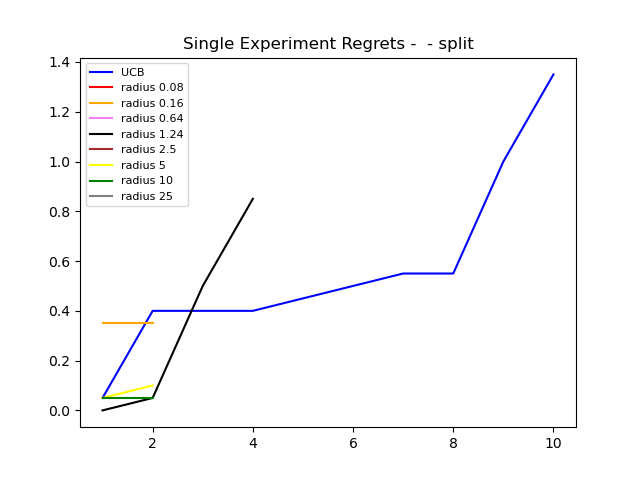 Single Experiment Regrets -  - split
1.4
1.2
1.0
0.8
0.6
0.4
0.2
0.0
UCB
radius 0.08
radius 0.16
radius 0.64
radius 1.24
radius 2.5
radius 5
radius 10
radius 25
2 4 6 8 10